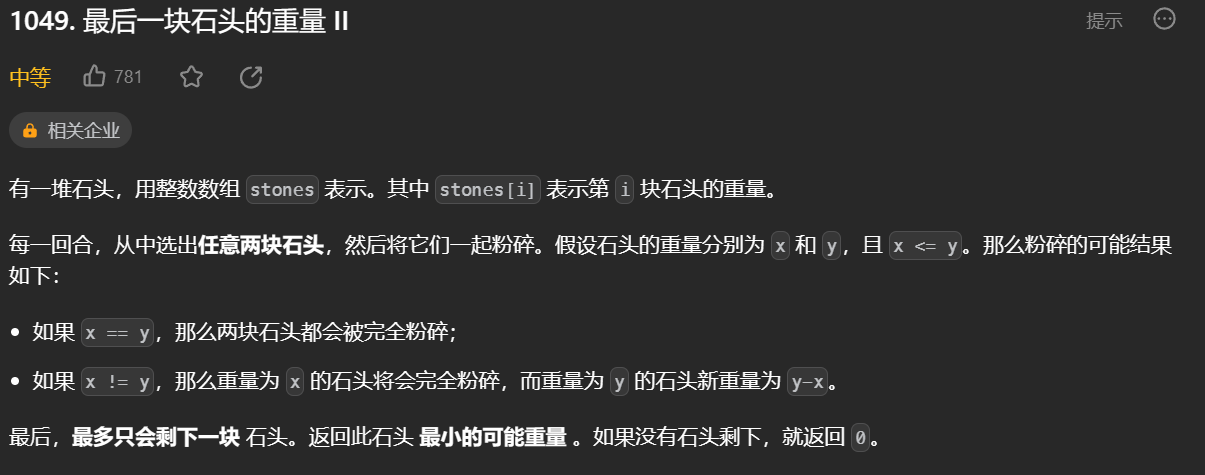 1049. 最后一块石头的重量 II
提示
中等
781
相关企业
有一堆石头，用整数数组 stones 表示。其中 stones[i] 表示第 i 块石头的重量。
每一回合，从中选出任意两块石头，然后将它们一起粉碎。假设石头的重量分别为 x 和 y，且 x <= y。那么粉碎的可能结果
如下：
• 如果 x == y，那么两块石头都会被完全粉碎；
• 如果 x != y，那么重量为 x 的石头将会完全粉碎，而重量为 y 的石头新重量为 y-x。
最后，最多只会剩下一块 石头。返回此石头 最小的可能重量 。如果没有石头剩下，就返回 0。